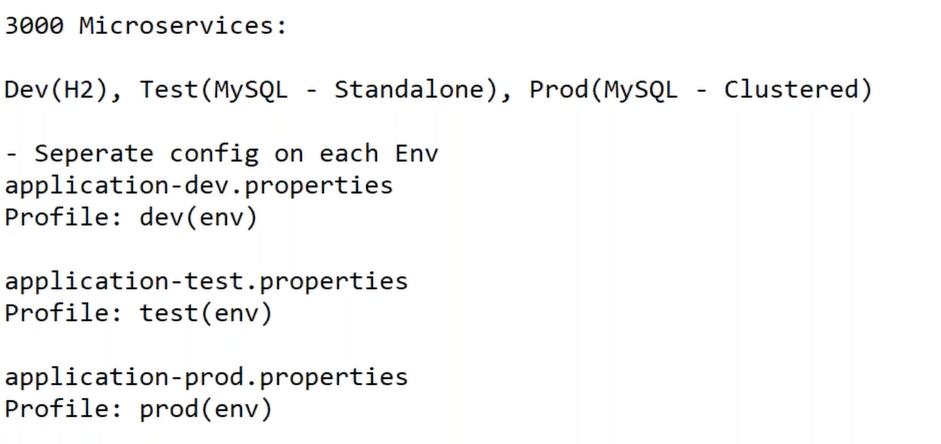 3000 Microservices:
Dev(H2), Test(MySQL - Standalone), Prod(MySQL - Clustered)
- Seperate config on each Env
application-dev.properties
Profile: dev(env)
application-test.properties
Profile: test(env)
application-prod.properties
Profile: prod(env)